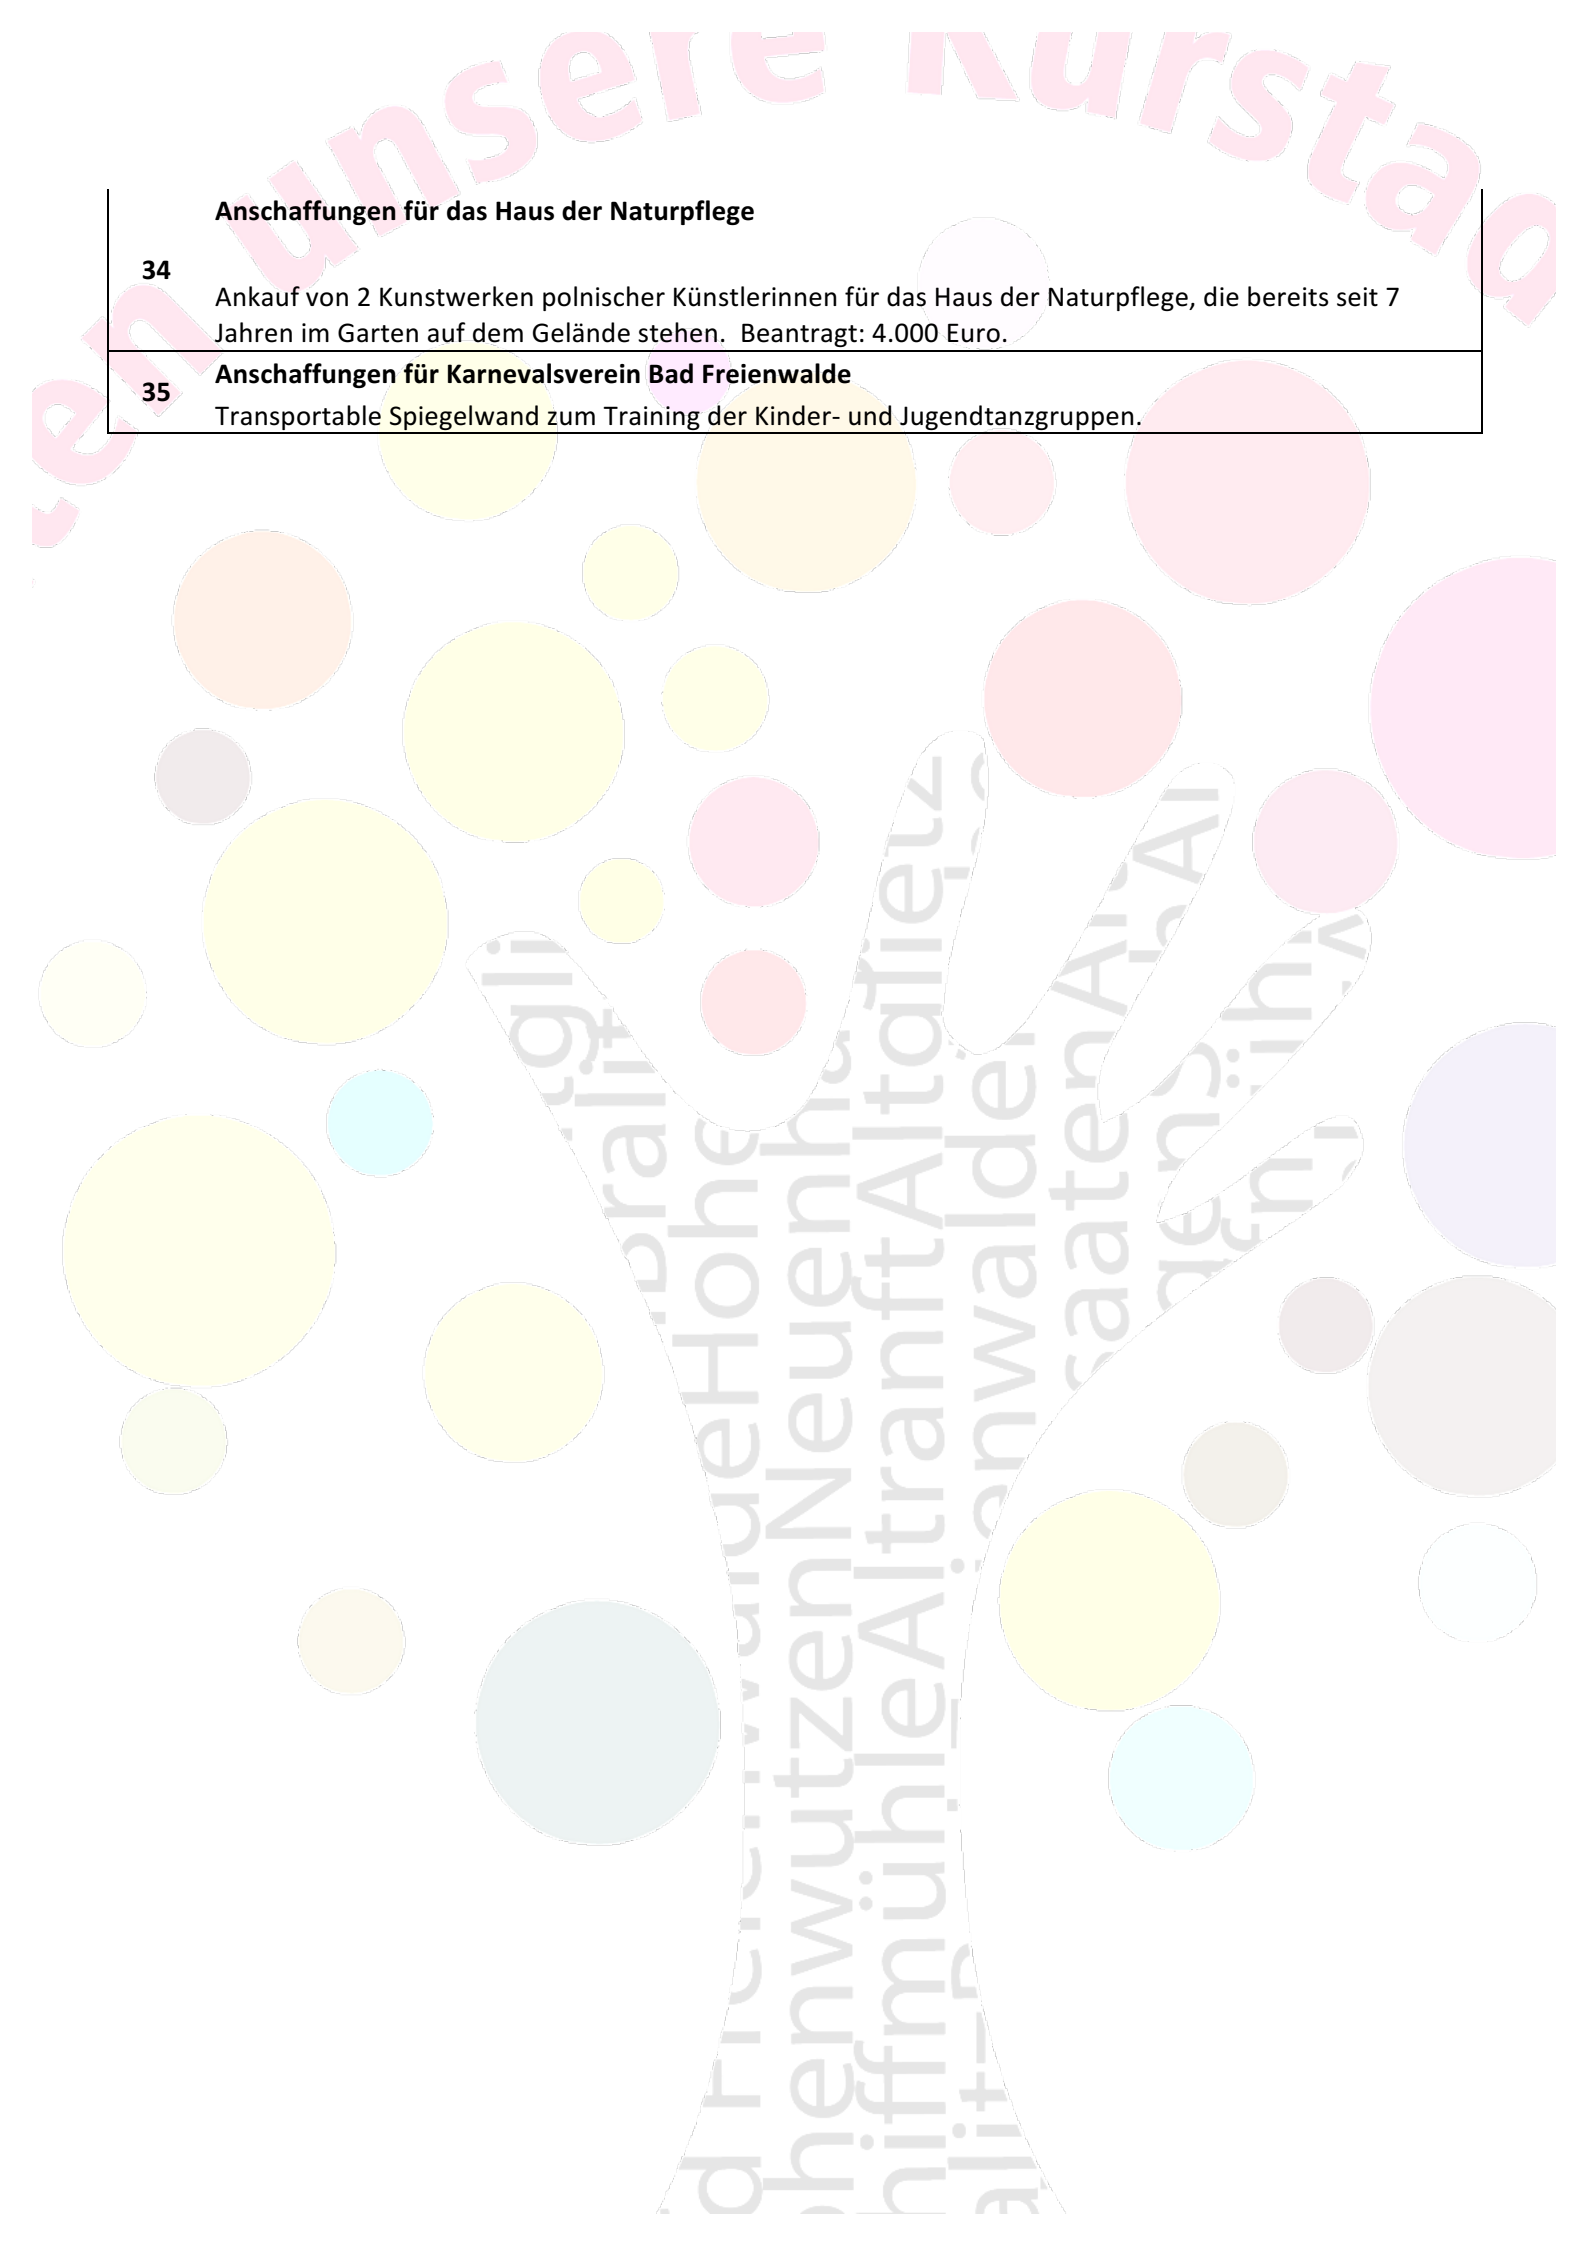 unsere Kurstad
Anschaffungen für das Haus der Naturpflege
34
Ankauf von 2 Kunstwerken polnischer Künstlerinnen für das Haus der Naturpflege, die bereits seit 7
Jahren im Garten auf dem Gelände stehen. Beantragt: 4.000 Euro.
35
Anschaffungen für Karnevalsverein Bad Freienwalde
Transportable Spiegelwand zum Training der Kinder- und Jugendtanzgruppen.